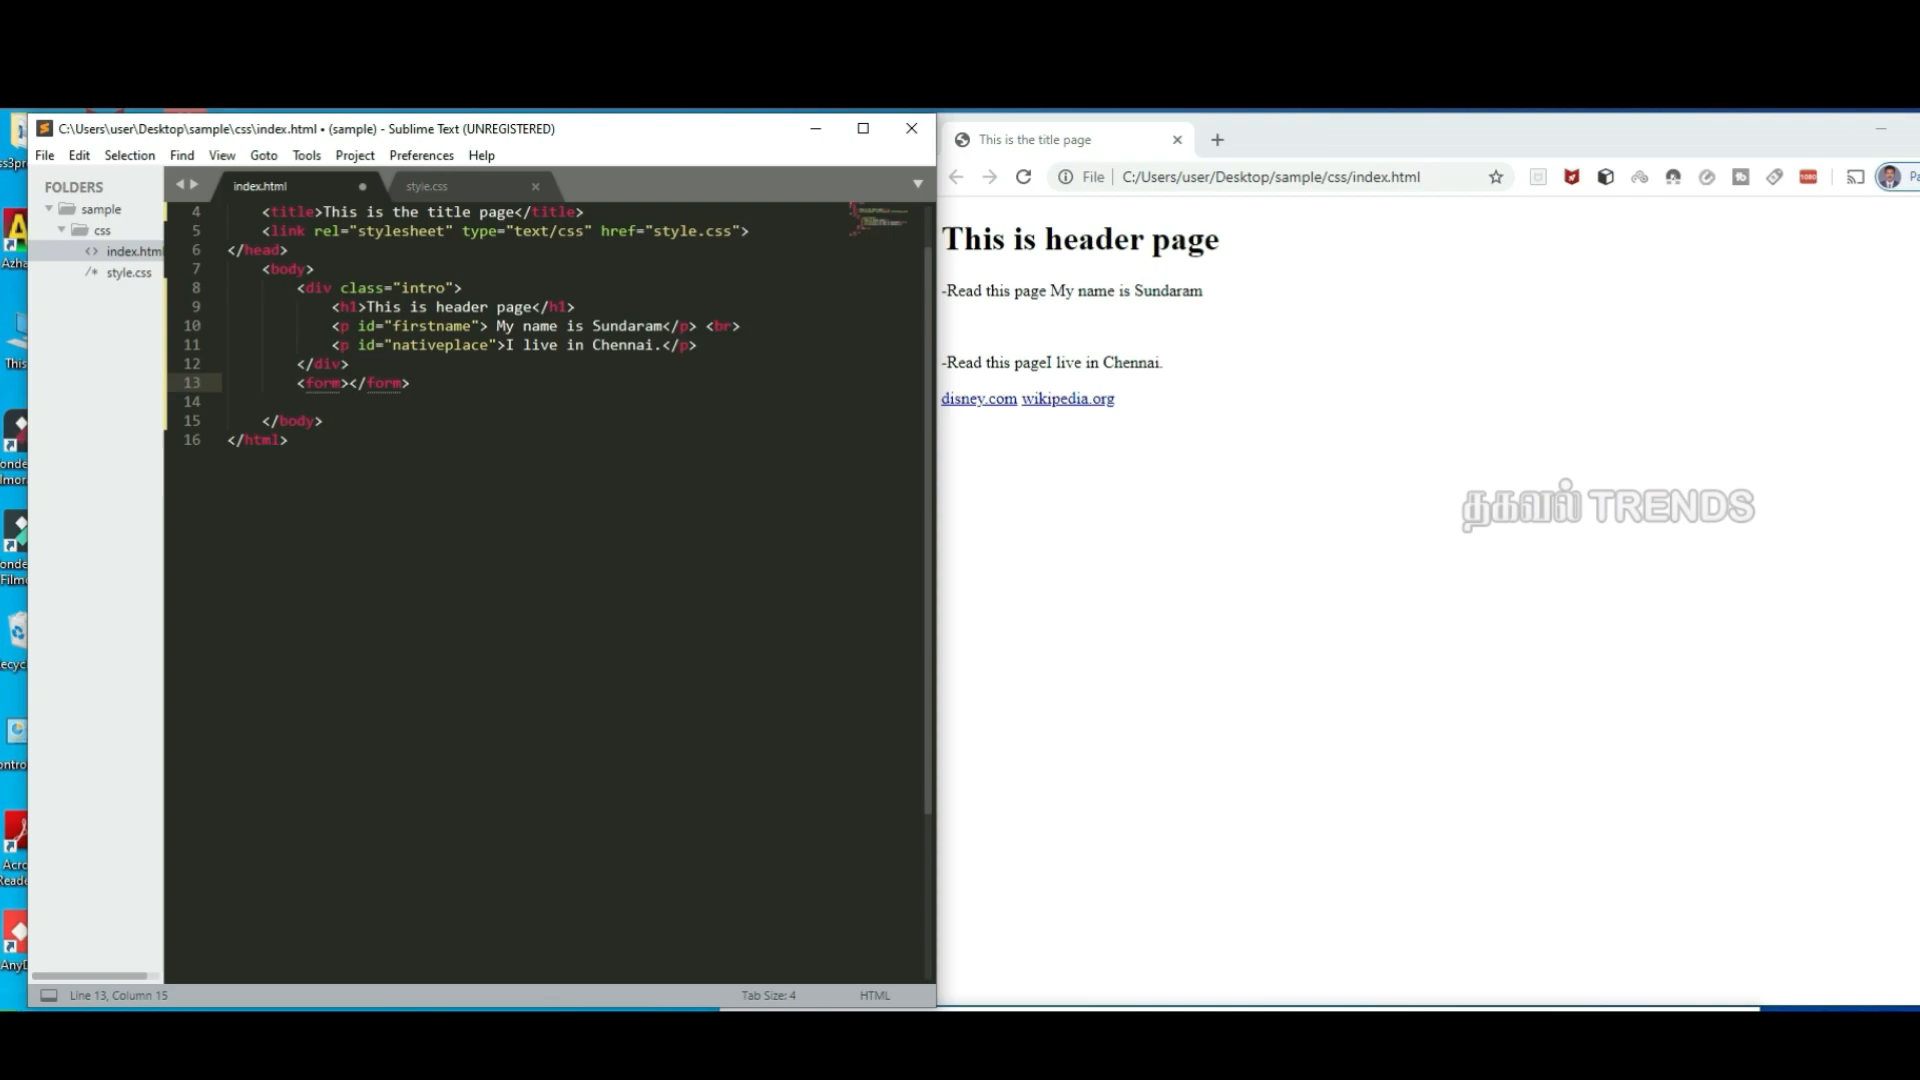 C:\Users\user\Desktop\sample\css\index.html • (sample) - Sublime Text (UNREGISTERED)
File Edit Selection Find View Goto Tools Project Preferences Help
FOLDERS
sample
css
index.html
style.css
index.html
style.css
4 <title>This is the title page</title>
5 <link rel="stylesheet" type="text/css" href="style.css">
6 </head>
7 <body>
8 <div class="intro">
9 <h1>This is header page</h1>
10 <p id="firstname"> My name is Sundaram</p> <br>
11 <p id="nativeplace">I live in Chennai.</p>
12 </div>
13 <form></form>
14
15 </body>
16 </html>
Line 13, Column 15
Tab Size: 4
HTML
This is the title page
File C:/Users/user/Desktop/sample/css/index.html
This is header page
-Read this page My name is Sundaram
-Read this pageI live in Chennai.
disney.com wikipedia.org
தகவல் TRENDS
Azha
This